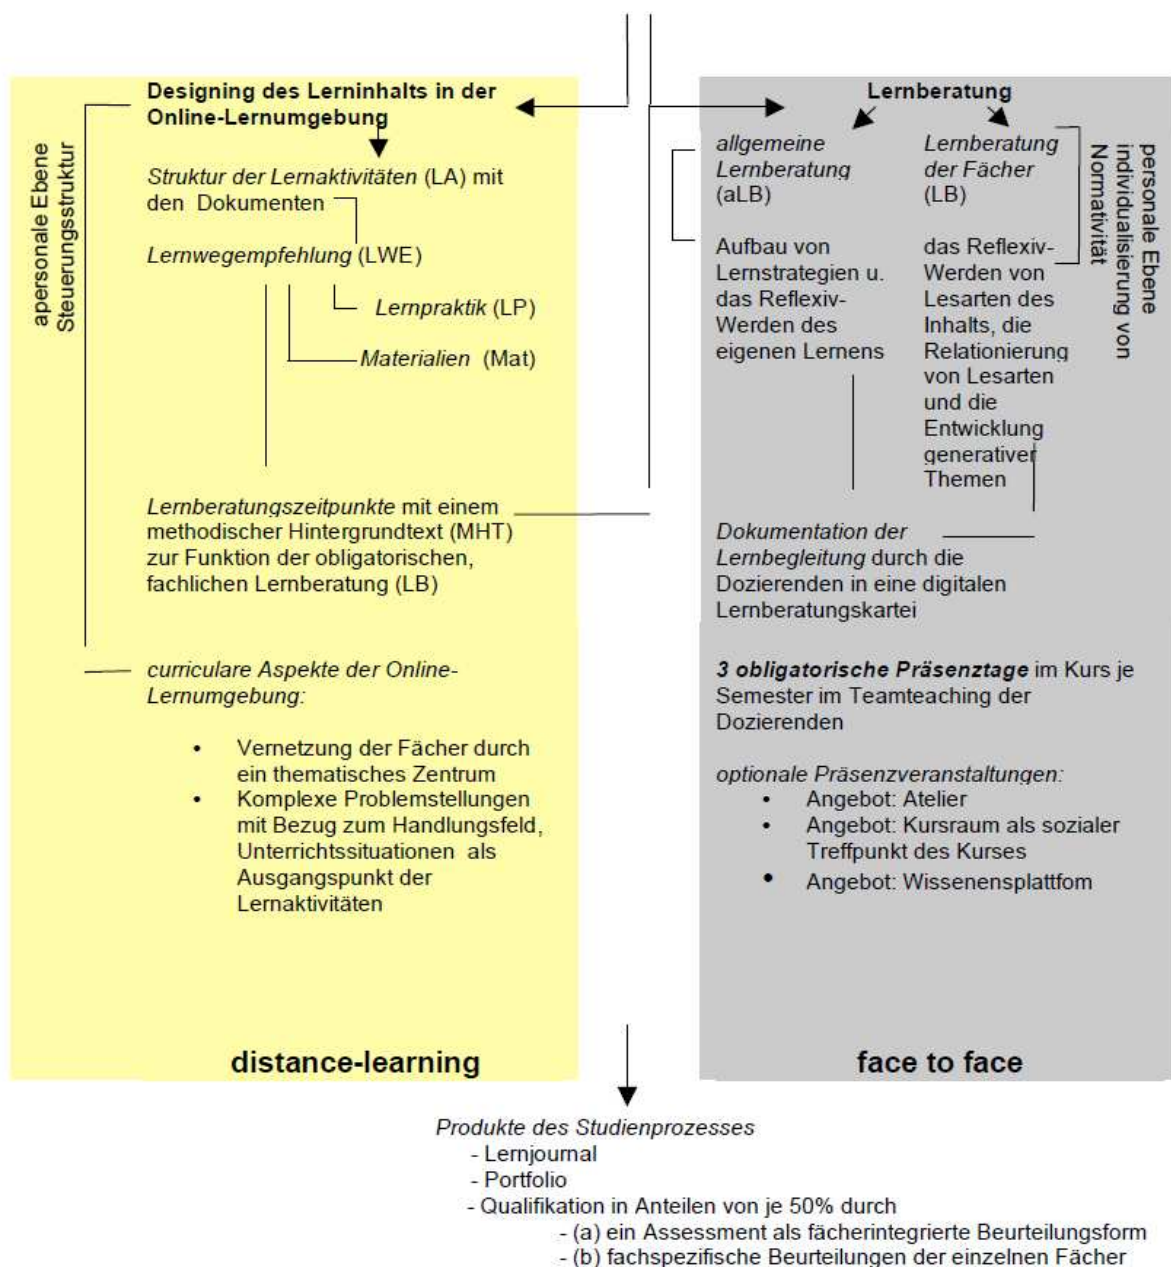 apersonale Ebene
Steuerungsstruktur
Designing des Lerninhalts in der
Online-Lernumgebung
Struktur der Lernaktivitäten (LA) mit
den Dokumenten
Lernwegempfehlung (LWE)
Lernpraktik (LP)
Materialien (Mat)
Lernberatungszeitpunkte mit einem
methodischer Hintergrundtext (MHT)
zur Funktion der obligatorischen,
fachlichen Lernberatung (LB)
curriculare Aspekte der Online-
Lernumgebung:
• Vernetzung der Fächer durch
ein thematisches Zentrum
• Komplexe Problemstellungen
mit Bezug zum Handlungsfeld,
Unterrichtssituationen als
Ausgangspunkt der
Lernaktivitäten
distance-learning
Lernberatung
allgemeine
Lernberatung
(aLB)
Aufbau von
Lernstrategien u.
das Reflexiv-
Werden des
eigenen Lernens
Lernberatung
der Fächer
(LB)
das Reflexiv-
Werden von
Lesarten des
Inhalts, die
Relationierung
von Lesarten
und die
Entwicklung
generativer
Themen
personale Ebene
individualisierung von
Normativität
Dokumentation der
Lernbegleitung durch die
Dozierenden in eine digitalen
Lernberatungskartei
3 obligatorische Präsenztage im Kurs je
Semester im Teamteaching der
Dozierenden
optionale Präsenzveranstaltungen:
• Angebot: Atelier
• Angebot: Kursraum als sozialer
Treffpunkt des Kurses
• Angebot: Wissenensplattfom
face to face
Produkte des Studienprozesses
- Lernjournal
- Portfolio
- Qualifikation in Anteilen von je 50% durch
- (a) ein Assessment als fächerintegrierte Beurteilungsform
- (b) fachspezifische Beurteilungen der einzelnen Fächer